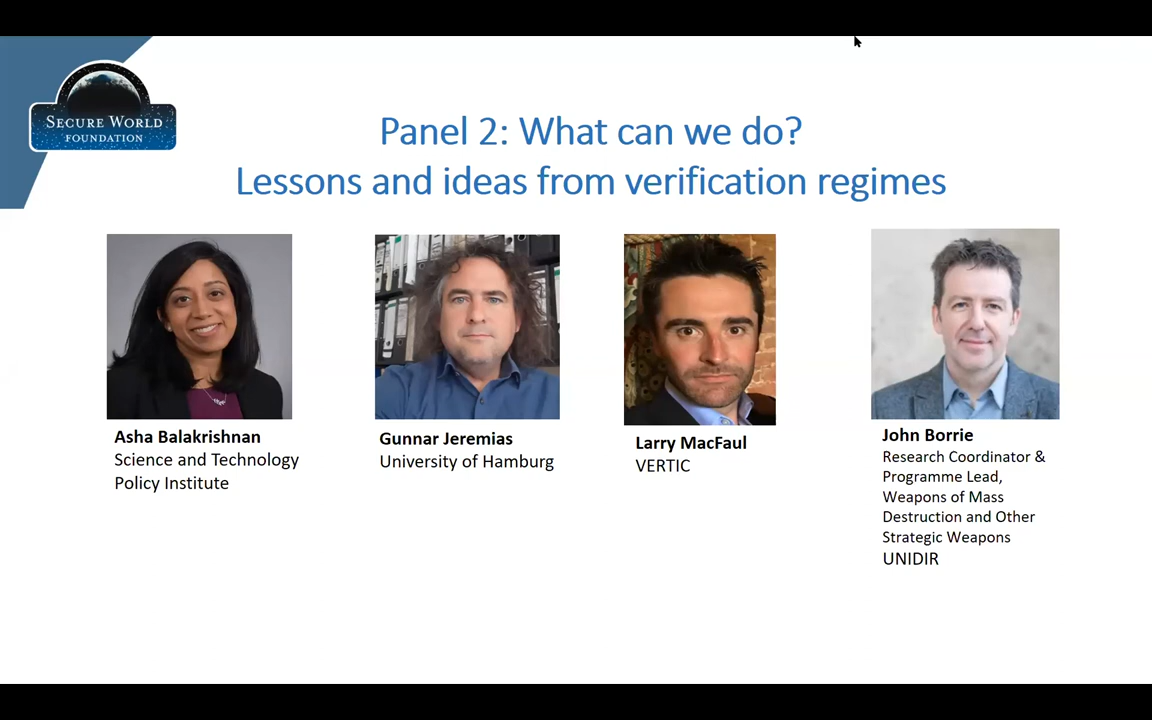 SECURE WORLD
FOUNDATION
Panel 2: What can we do?
Lessons and ideas from verification regimes
Asha Balakrishnan
Science and Technology
Policy Institute
Gunnar Jeremias
University of Hamburg
Larry MacFaul
VERTIC
John Borrie
Research Coordinator &
Programme Lead,
Weapons of Mass
Destruction and Other
Strategic Weapons
UNIDIR